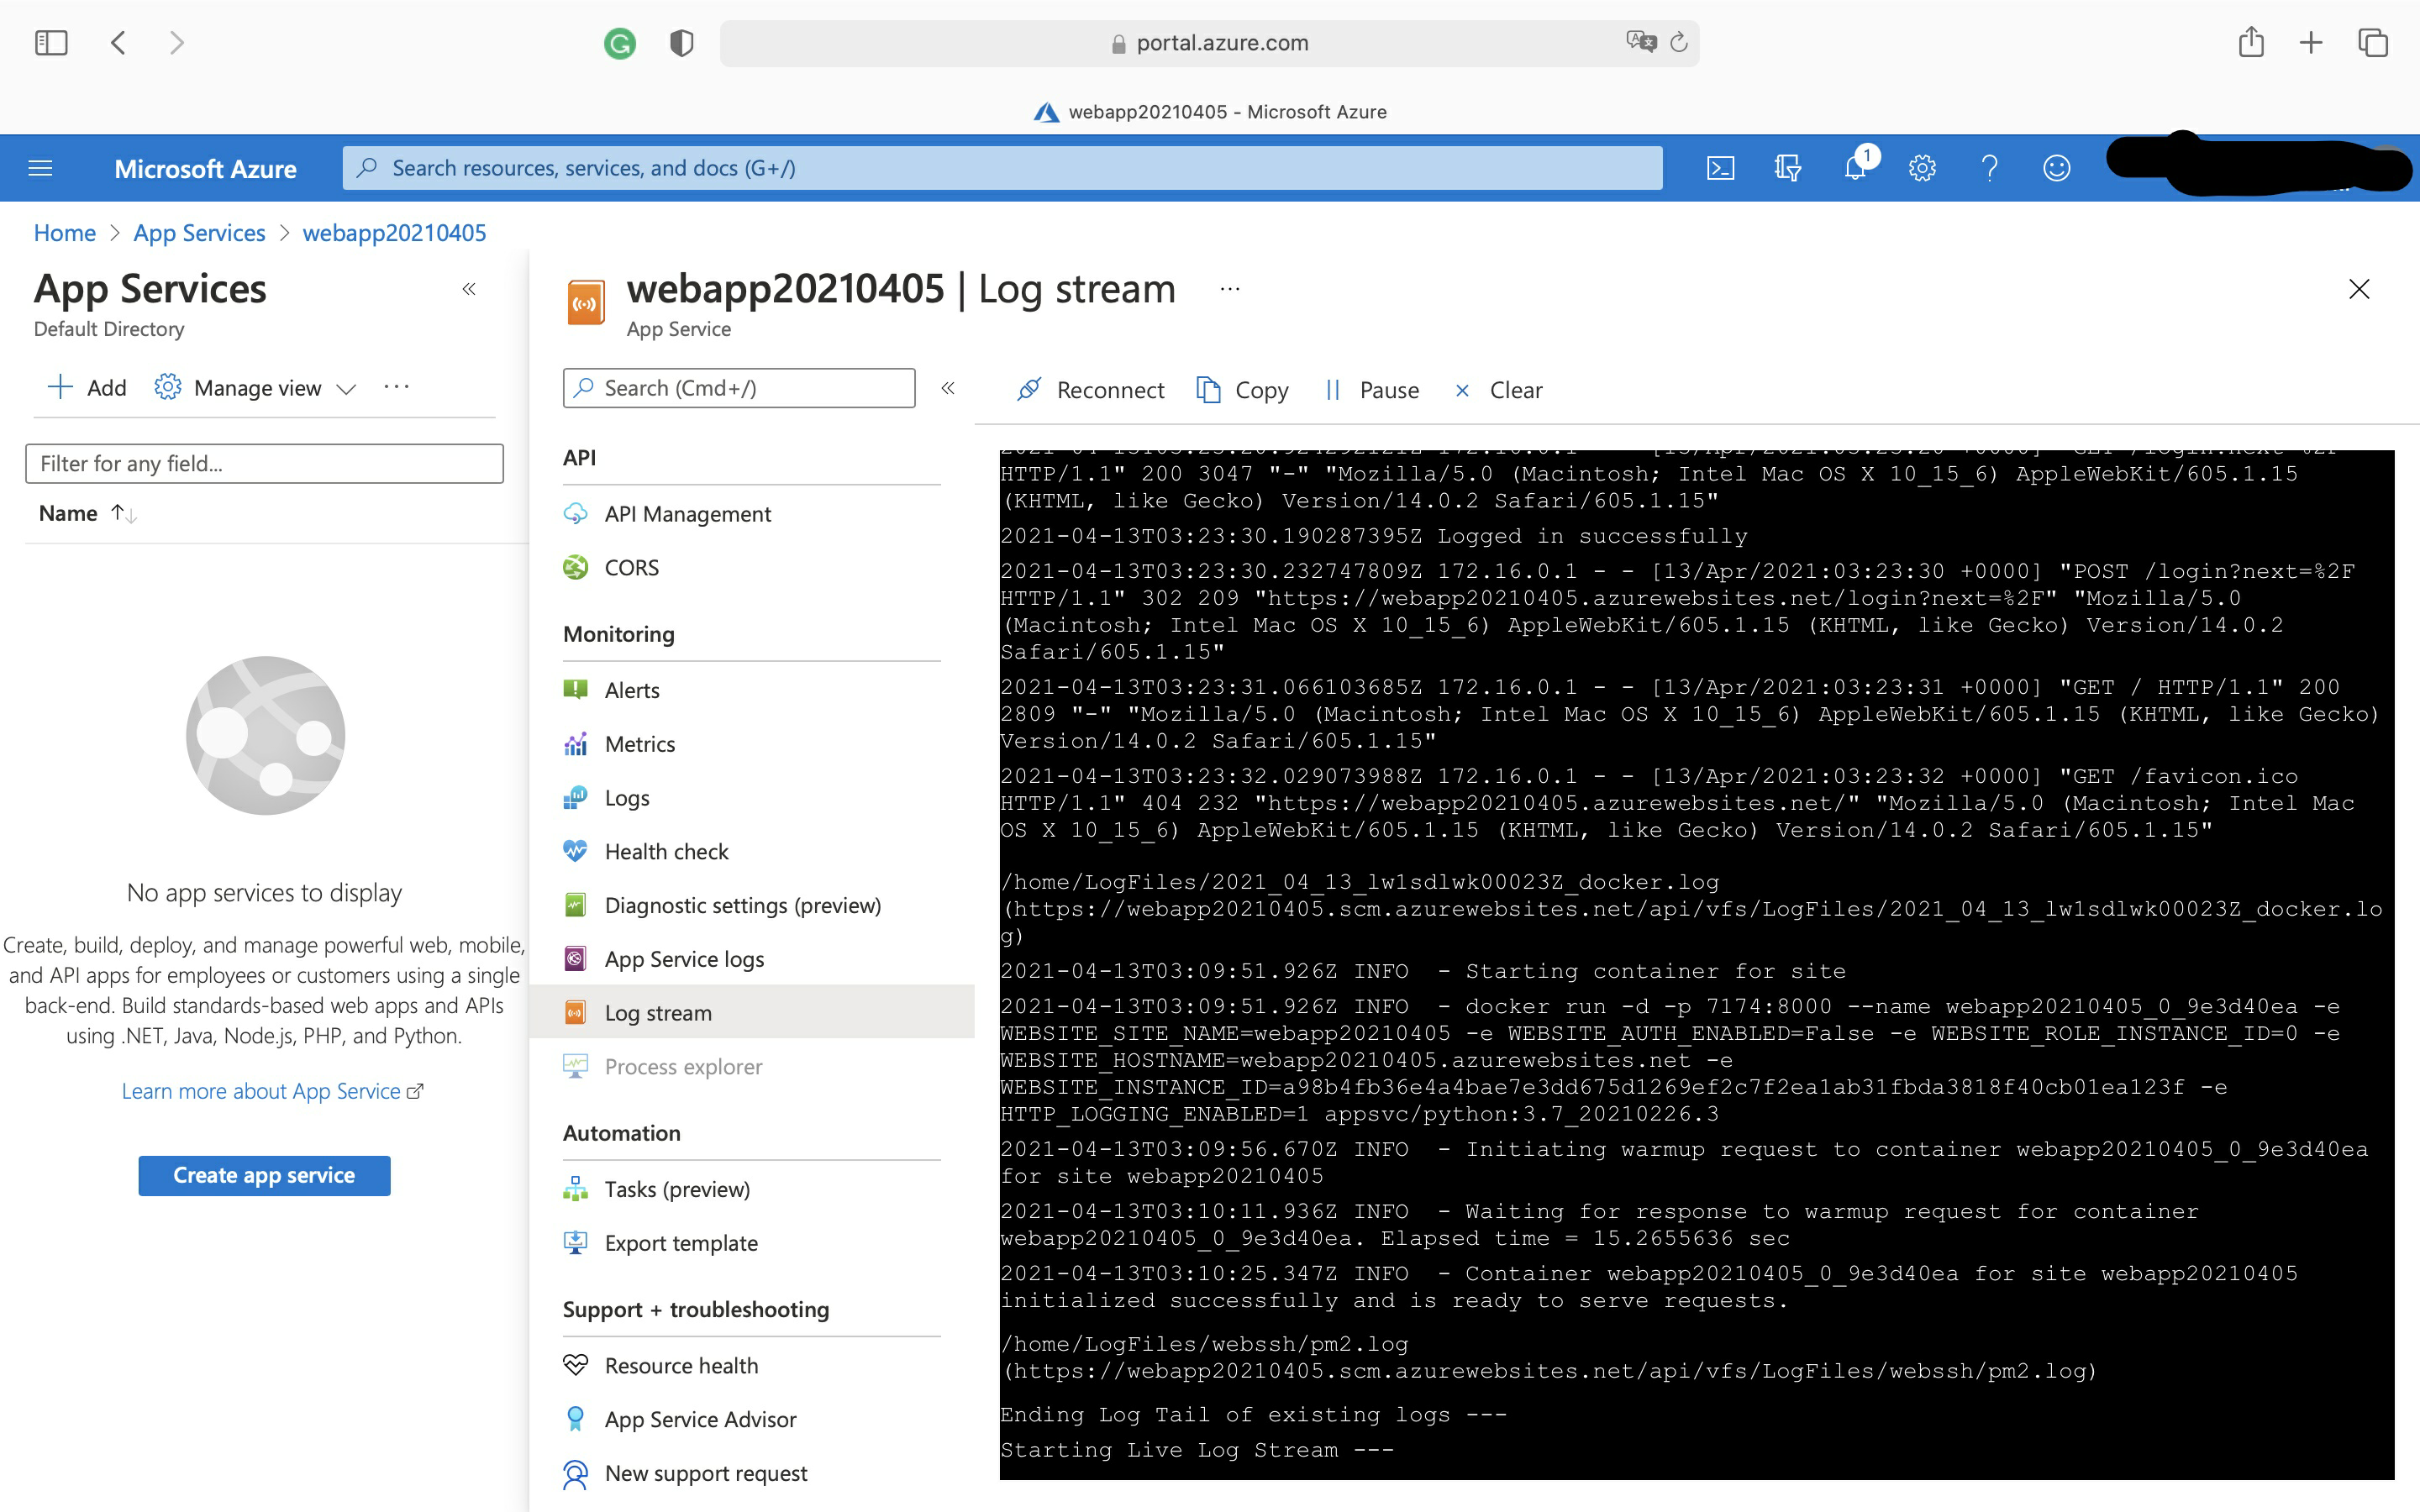 portal.azure.com
webapp20210405 - Microsoft Azure
Microsoft Azure
Search resources, services, and docs (G+/)
1
Home > App Services > webapp20210405
App Services
Default Directory
webapp20210405 | Log stream ...
App Service
Add
Manage view
...
Filter for any field...
Name
No app services to display
Create, build, deploy, and manage powerful web, mobile,
and API apps for employees or customers using a single
back-end. Build standards-based web apps and APIs
using .NET, Java, Node.js, PHP, and Python.
Learn more about App Service
Create app service
Search (Cmd+/)
API
API Management
CORS
Monitoring
Alerts
Metrics
Logs
Health check
Diagnostic settings (preview)
App Service logs
Log stream
Process explorer
Automation
Tasks (preview)
Export template
Support + troubleshooting
Resource health
App Service Advisor
New support request
Reconnect
Copy
Pause
Clear
HTTP/1.1" 200 3047 "-" "Mozilla/5.0 (Macintosh; Intel Mac OS X 10_15_6) AppleWebKit/605.1.15
(KHTML, like Gecko) Version/14.0.2 Safari/605.1.15"
2021-04-13T03:23:30.190287395Z Logged in successfully
2021-04-13T03:23:30.232747809Z 172.16.0.1 - - [13/Apr/2021:03:23:30 +0000] "POST /login?next=%2F
HTTP/1.1" 302 209 "https://webapp20210405.azurewebsites.net/login?next=%2F" "Mozilla/5.0
(Macintosh; Intel Mac OS X 10_15_6) AppleWebKit/605.1.15 (KHTML, like Gecko) Version/14.0.2
Safari/605.1.15"
2021-04-13T03:23:31.066103685Z 172.16.0.1 - - [13/Apr/2021:03:23:31 +0000] "GET / HTTP/1.1" 200
2809 "-" "Mozilla/5.0 (Macintosh; Intel Mac OS X 10_15_6) AppleWebKit/605.1.15 (KHTML, like Gecko)
Version/14.0.2 Safari/605.1.15"
2021-04-13T03:23:32.029073988Z 172.16.0.1 - - [13/Apr/2021:03:23:32 +0000] "GET /favicon.ico
HTTP/1.1" 404 232 "https://webapp20210405.azurewebsites.net/" "Mozilla/5.0 (Macintosh; Intel Mac
OS X 10_15_6) AppleWebKit/605.1.15 (KHTML, like Gecko) Version/14.0.2 Safari/605.1.15"
/home/LogFiles/2021_04_13_lw1sdlwk00023Z_docker.log
(https://webapp20210405.scm.azurewebsites.net/api/vfs/LogFiles/2021_04_13_lw1sdlwk00023Z_docker.lo
g)
2021-04-13T03:09:51.926Z INFO  - Starting container for site
2021-04-13T03:09:51.926Z INFO  - docker run -d -p 7174:8000 --name webapp20210405_0_9e3d40ea -e
WEBSITE_SITE_NAME=webapp20210405 -e WEBSITE_AUTH_ENABLED=False -e WEBSITE_ROLE_INSTANCE_ID=0 -e
WEBSITE_HOSTNAME=webapp20210405.azurewebsites.net -e
WEBSITE_INSTANCE_ID=a98b4fb36e4a4bae7e3dd675d1269ef2c7f2ea1ab31fbda3818f40cb01ea123f -e
HTTP_LOGGING_ENABLED=1 appsvc/python:3.7_20210226.3
2021-04-13T03:09:56.670Z INFO  - Initiating warmup request to container webapp20210405_0_9e3d40ea
for site webapp20210405
2021-04-13T03:10:11.936Z INFO  - Waiting for response to warmup request for container
webapp20210405_0_9e3d40ea. Elapsed time = 15.2655636 sec
2021-04-13T03:10:25.347Z INFO  - Container webapp20210405_0_9e3d40ea for site webapp20210405
initialized successfully and is ready to serve requests.
/home/LogFiles/webssh/pm2.log
(https://webapp20210405.scm.azurewebsites.net/api/vfs/LogFiles/webssh/pm2.log)
Ending Log Tail of existing logs ---
Starting Live Log Stream ---